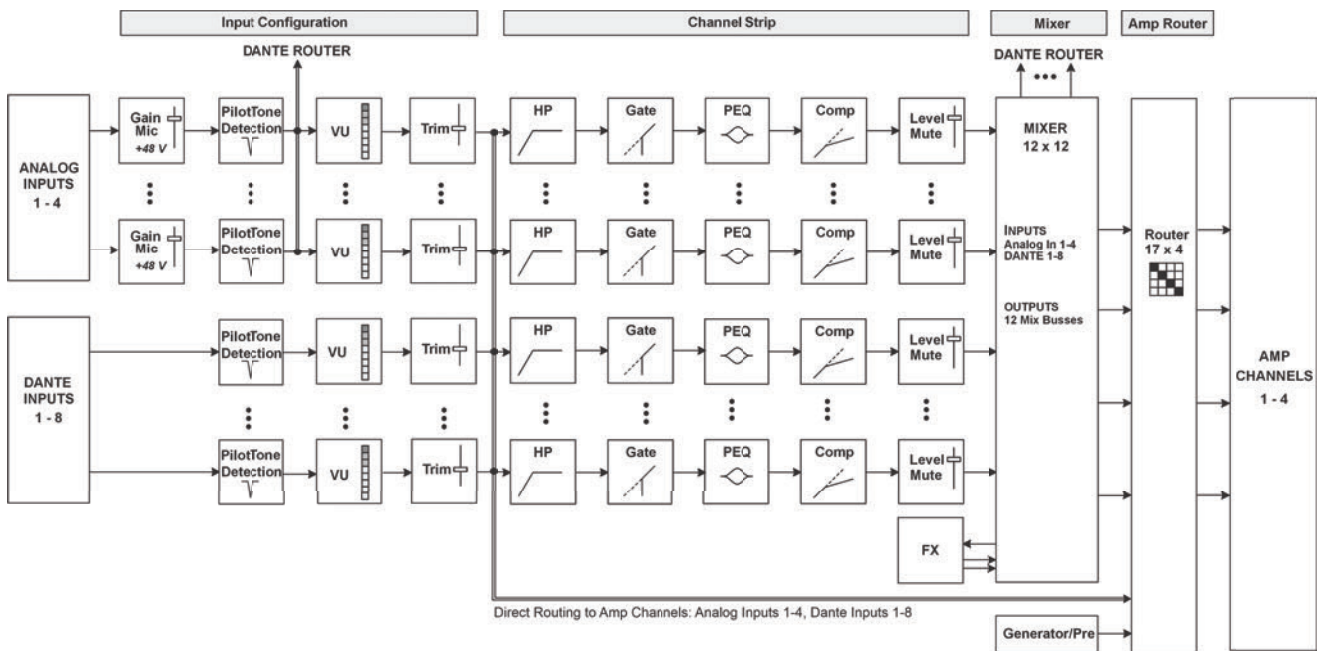 Input Configuration
Channel Strip
Mixer
Amp Router
DANTE ROUTER
DANTE ROUTER
ANALOG
INPUTS
1 - 4
Gain
Mic
+48 V
PilotTone
Detection
VU
Trim
HP
Gate
PEQ
Comp
Level
Mute
MIXER
12 x 12
Gain
Mic
+48 V
PilotTone
Detection
VU
Trim
HP
Gate
PEQ
Comp
Level
Mute
INPUTS
Analog In 1-4
DANTE 1-8
OUTPUTS
12 Mix Busses
Router
17 x 4
AMP
CHANNELS
1 - 4
DANTE
INPUTS
1 - 8
PilotTone
Detection
VU
Trim
HP
Gate
PEQ
Comp
Level
Mute
PilotTone
Detection
VU
Trim
HP
Gate
PEQ
Comp
Level
Mute
FX
Direct Routing to Amp Channels: Analog Inputs 1-4, Dante Inputs 1-8
Generator/Pre